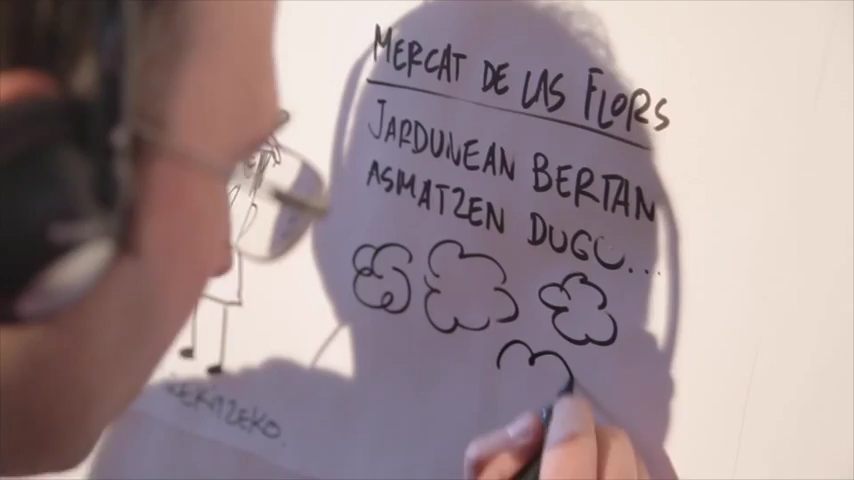 MERCAT DE LAS FLORS
JARDUNEAN BERTAN
ASMATZEN DUGU...